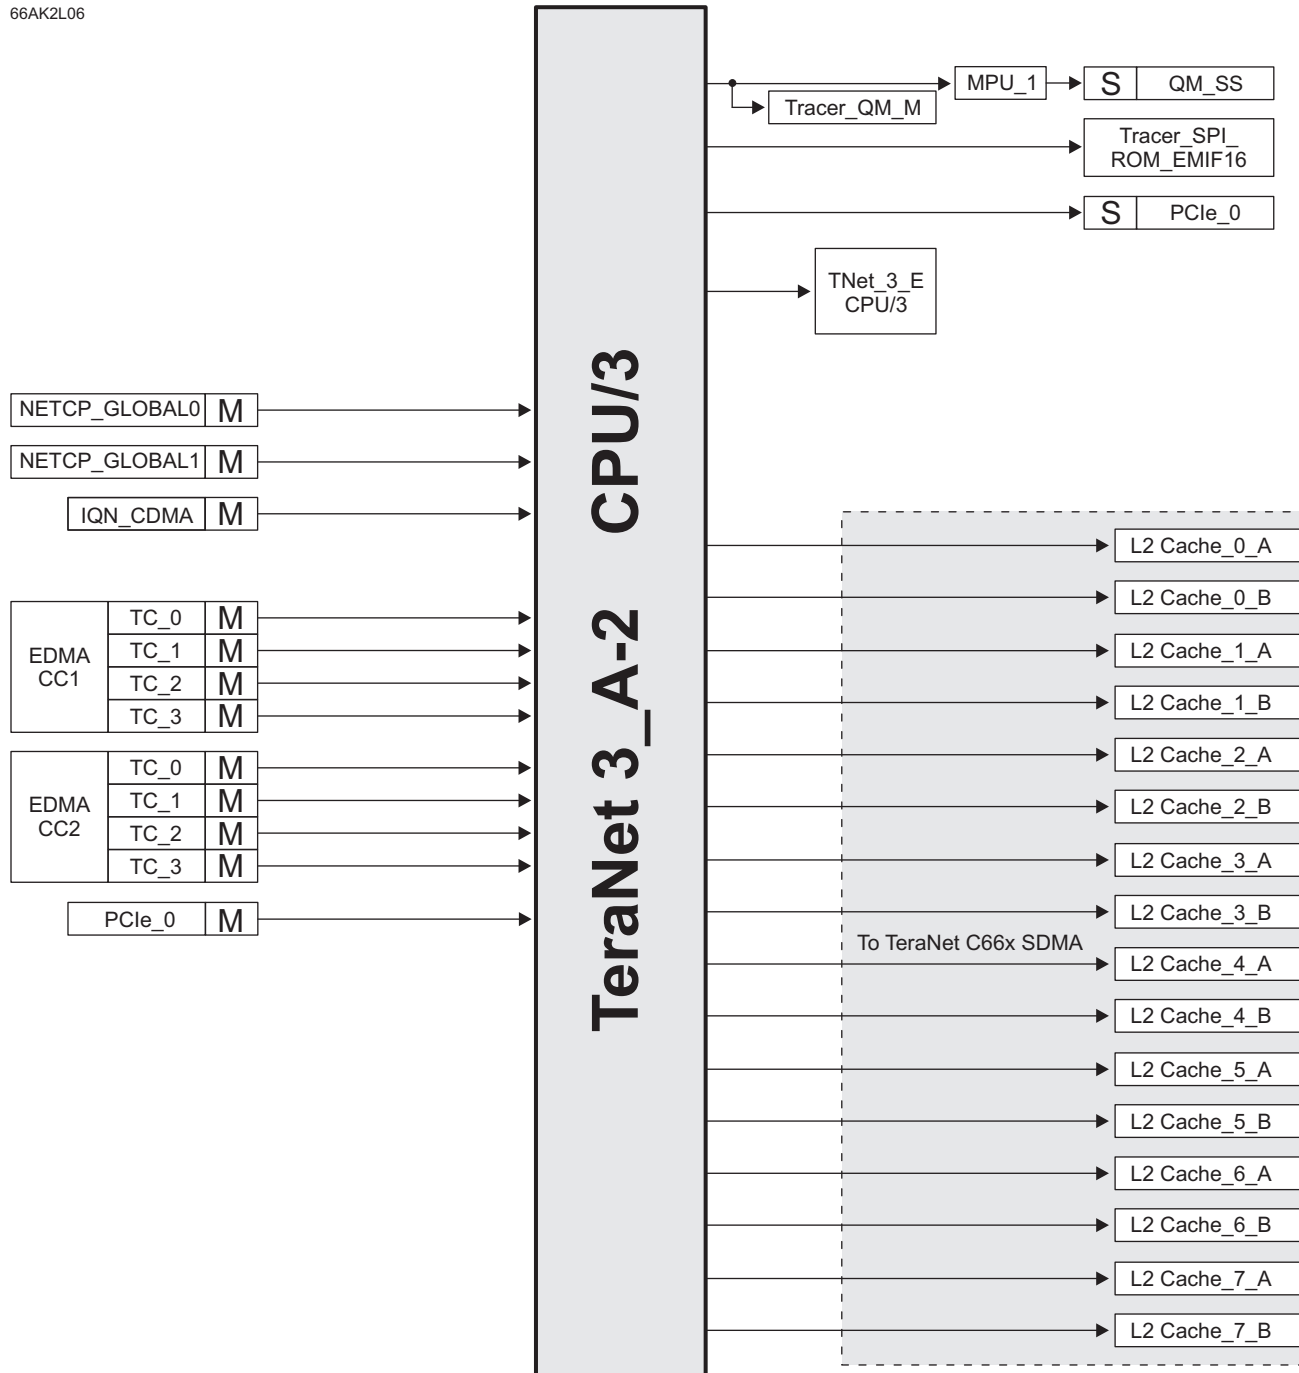 66AK2L06
MPU_1
S
QM_SS
Tracer_QM_M
Tracer_SPI_
ROM_EMIF16
S
PCIe_0
TNet_3_E
CPU/3
TeraNet 3_A-2 CPU/3
NETCP_GLOBAL0
M
NETCP_GLOBAL1
M
IQN_CDMA
M
EDMA
CC1
TC_0
M
TC_1
M
TC_2
M
TC_3
M
EDMA
CC2
TC_0
M
TC_1
M
TC_2
M
TC_3
M
PCIe_0
M
To TeraNet C66x SDMA
L2 Cache_0_A
L2 Cache_0_B
L2 Cache_1_A
L2 Cache_1_B
L2 Cache_2_A
L2 Cache_2_B
L2 Cache_3_A
L2 Cache_3_B
L2 Cache_4_A
L2 Cache_4_B
L2 Cache_5_A
L2 Cache_5_B
L2 Cache_6_A
L2 Cache_6_B
L2 Cache_7_A
L2 Cache_7_B